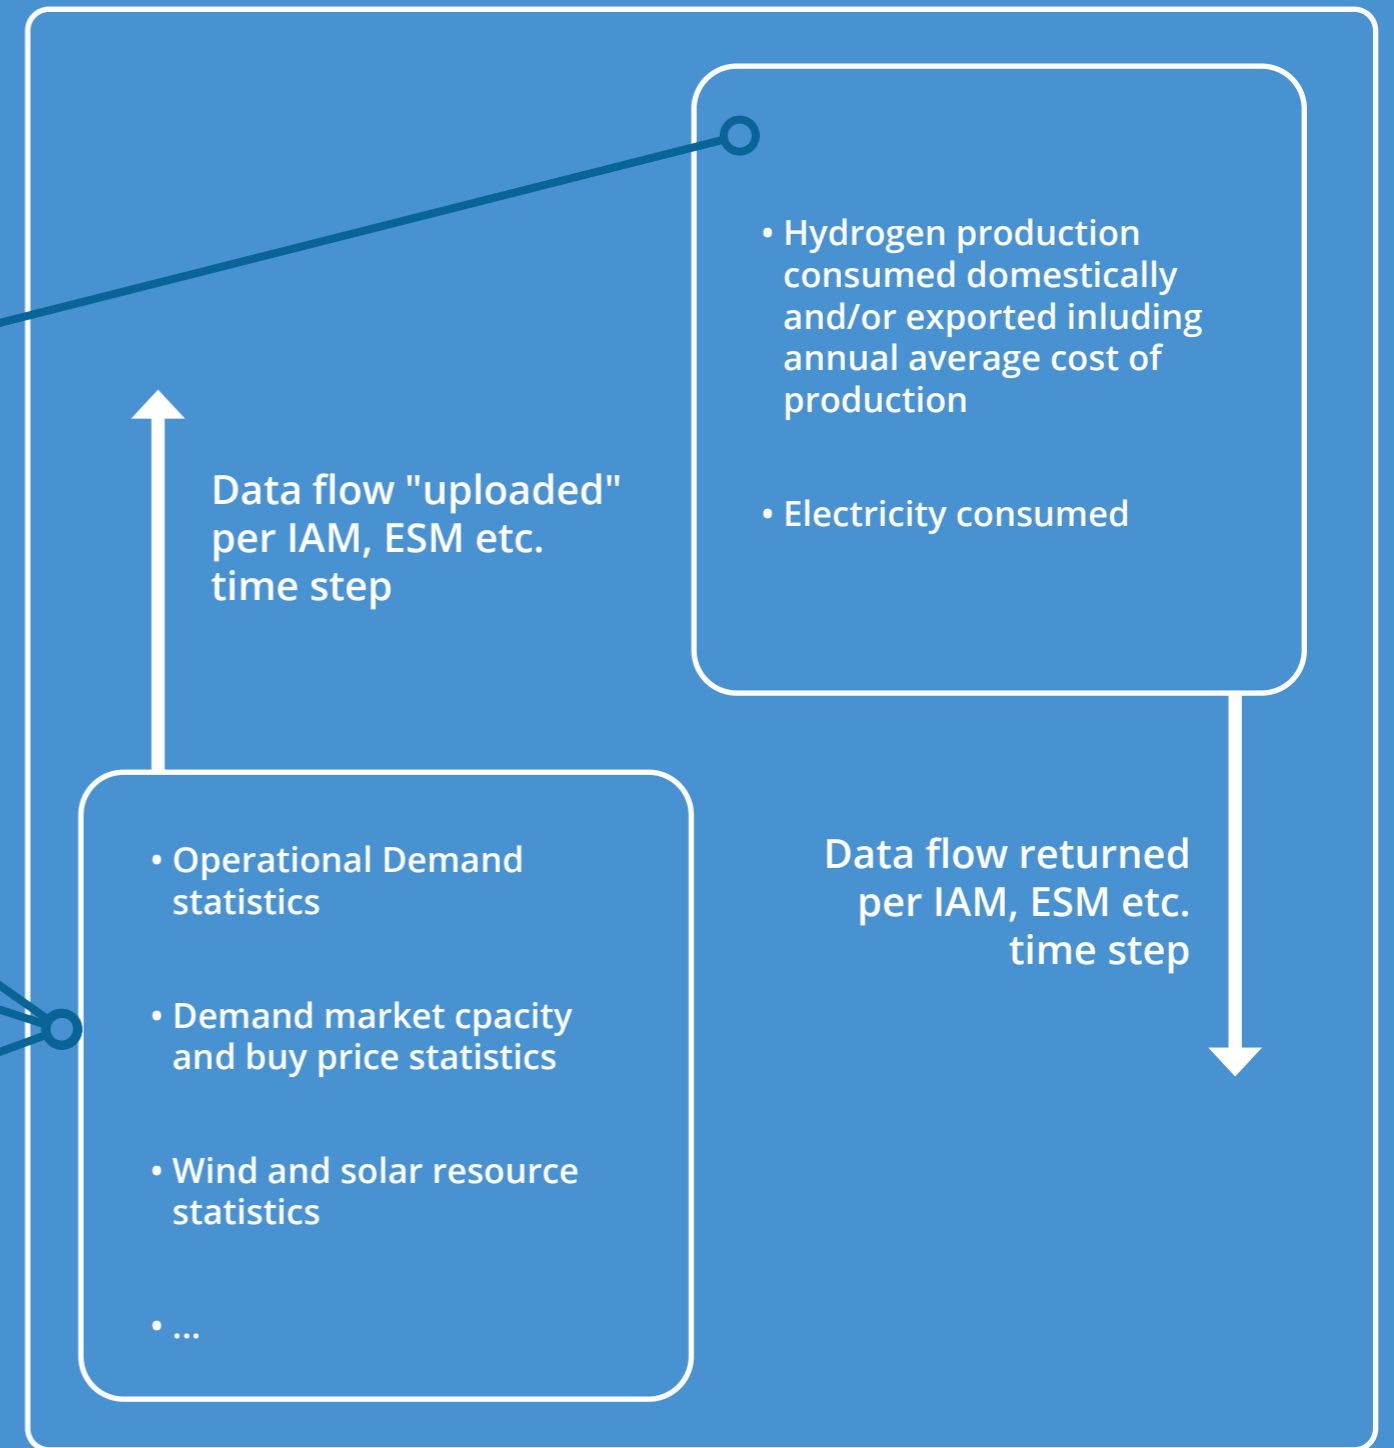 • Hydrogen production
consumed domestically
and/or exported inluding
annual average cost of
production
• Electricity consumed
Data flow "uploaded"
per IAM, ESM etc.
time step
• Operational Demand
statistics
• Demand market cpacity
and buy price statistics
• Wind and solar resource
statistics
• ...
Data flow returned
per IAM, ESM etc.
time step